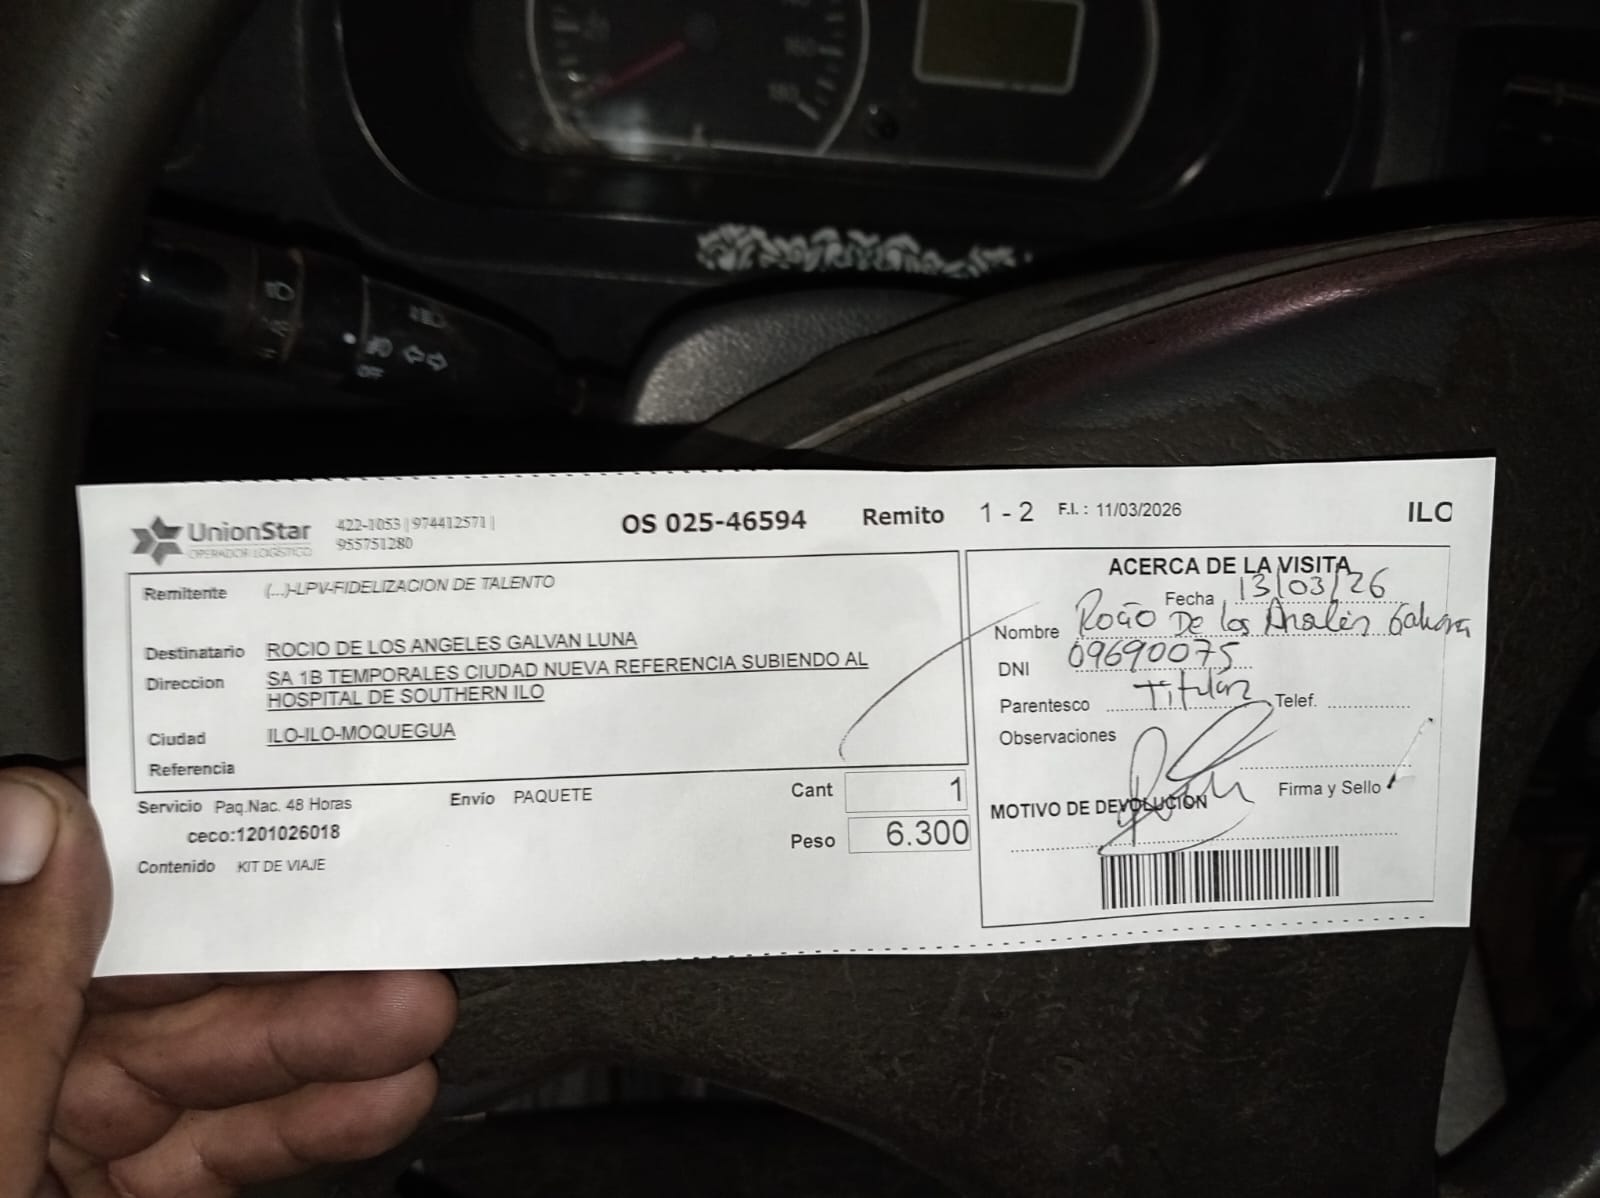 UnionStar
OPERADOR LOGISTICO
422-1053 | 974412571 |
955751280
OS 025-46594
Remito 1 - 2
F.I. : 11/03/2026
ILO
Remitente (...)-LPV-FIDELIZACION DE TALENTO
Destinatario ROCIO DE LOS ANGELES GALVAN LUNA
Direccion SA 1B TEMPORALES CIUDAD NUEVA REFERENCIA SUBIENDO AL
HOSPITAL DE SOUTHERN ILO
Ciudad ILO-ILO-MOQUEGUA
Referencia
Servicio Paq.Nac. 48 Horas
Envío PAQUETE
Cant 1
ceco:1201026018
Peso 6.300
Contenido KIT DE VIAJE
ACERCA DE LA VISITA
Fecha 13/03/26
Nombre Rocío De los
DNI 09690075
Parentesco Titular Telef.
Observaciones
Firma y Sello
MOTIVO DE DEVOLUCION
OFF